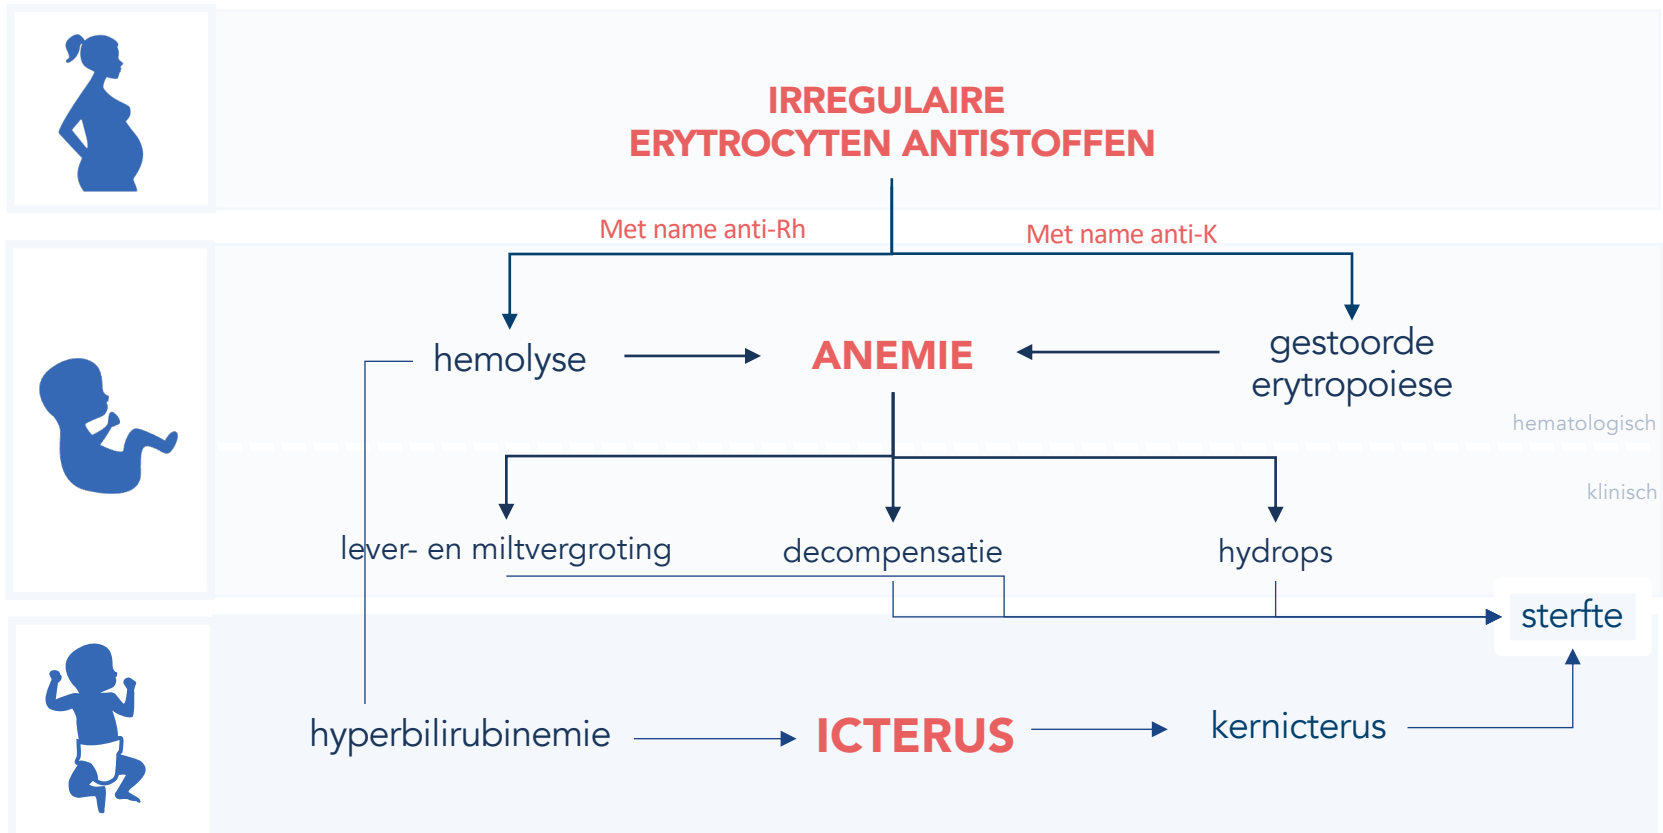 IRREGULAIRE
ERYTROCYTEN ANTISTOFFEN
Met name anti-Rh
Met name anti-K
hemolyse
ANEMIE
gestoorde
erytropoiese
hematologisch
klinisch
lever- en miltvergroting
decompensatie
hydrops
sterfte
hyperbilirubinemie
ICTERUS
kernicterus